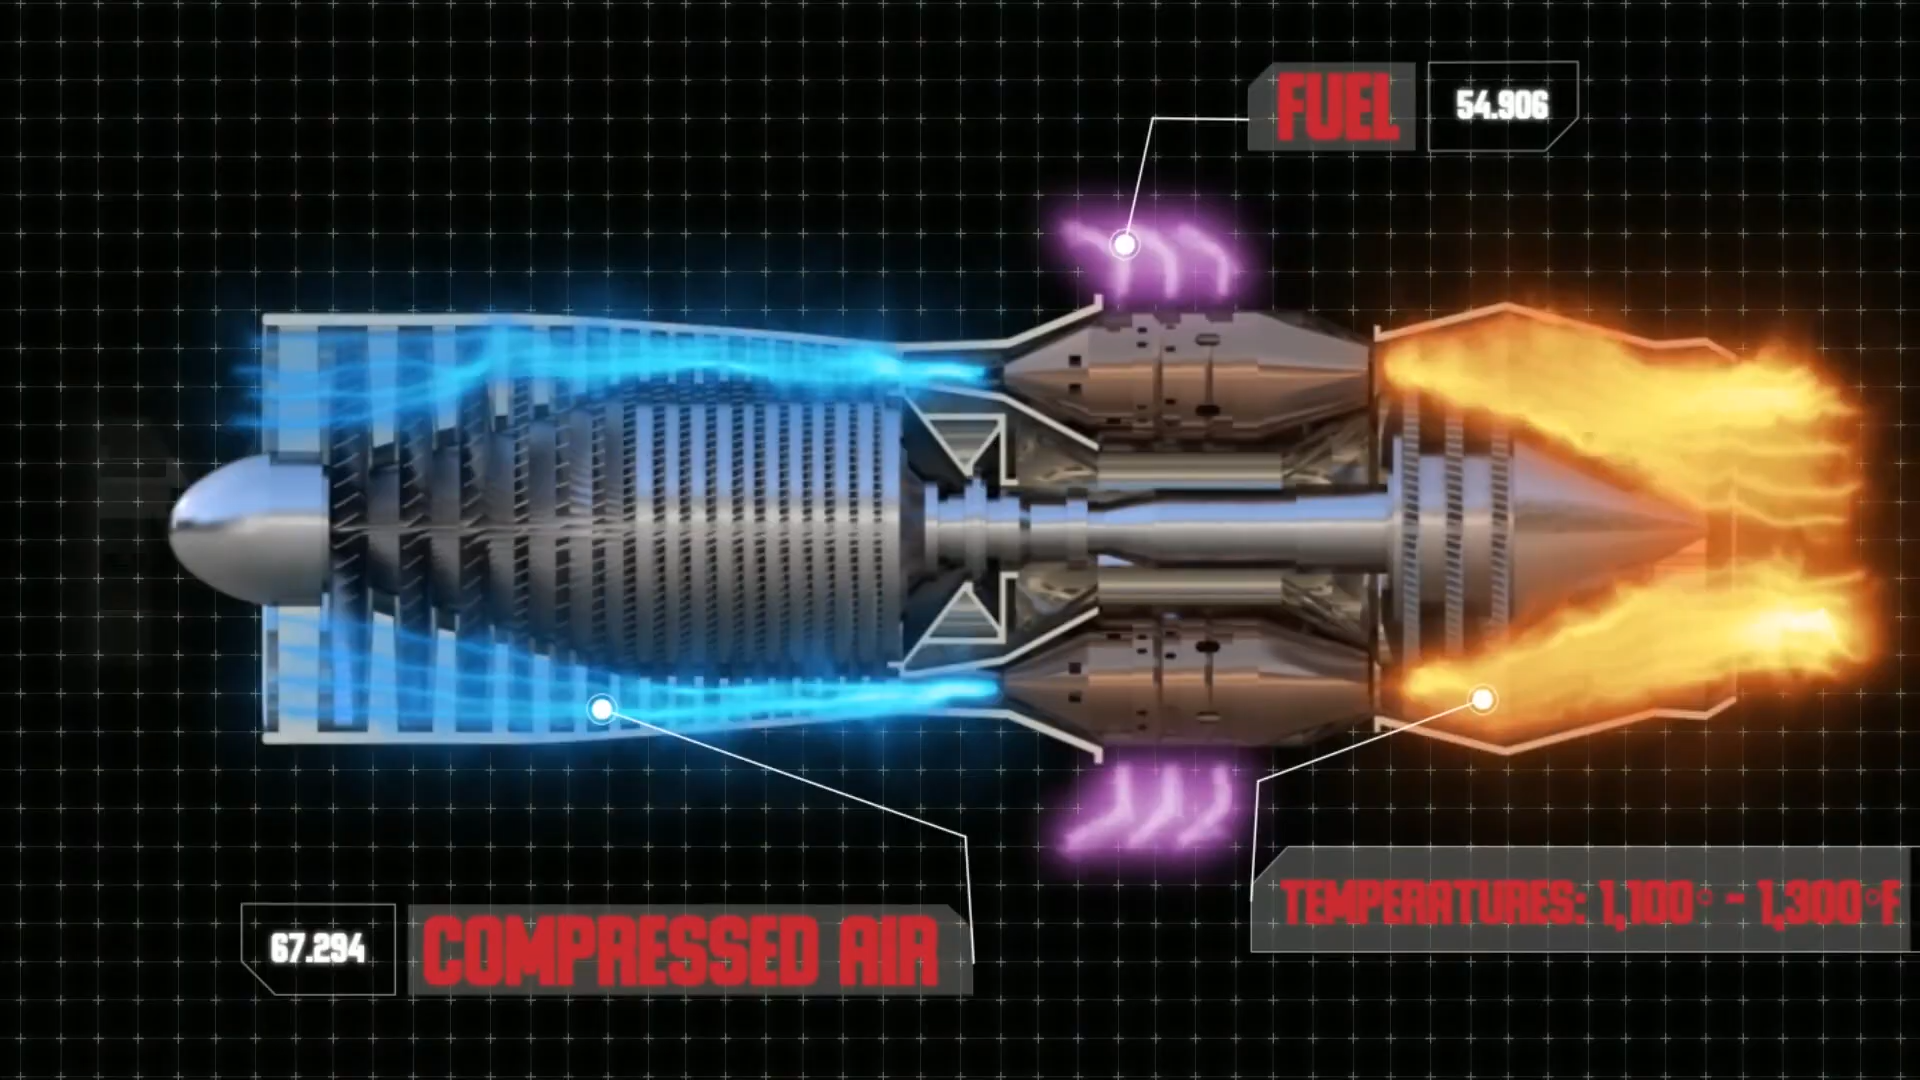 FUEL 54.906
67.294 COMPRESSED AIR
TEMPERATURES: 1,100° - 1,300°F